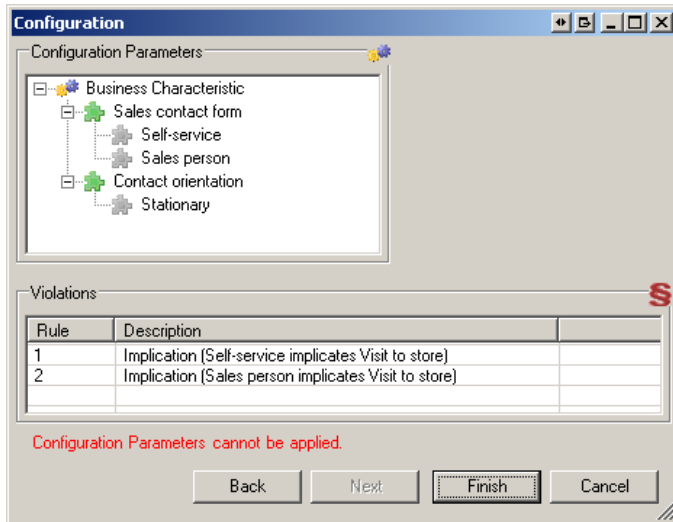 Configuration
Configuration Parameters
Business Characteristic
Sales contact form
Self-service
Sales person
Contact orientation
Stationary
Violations
§
Rule Description
1 Implication (Self-service implicates Visit to store)
2 Implication (Sales person implicates Visit to store)
Configuration Parameters cannot be applied.
Back Next Finish Cancel